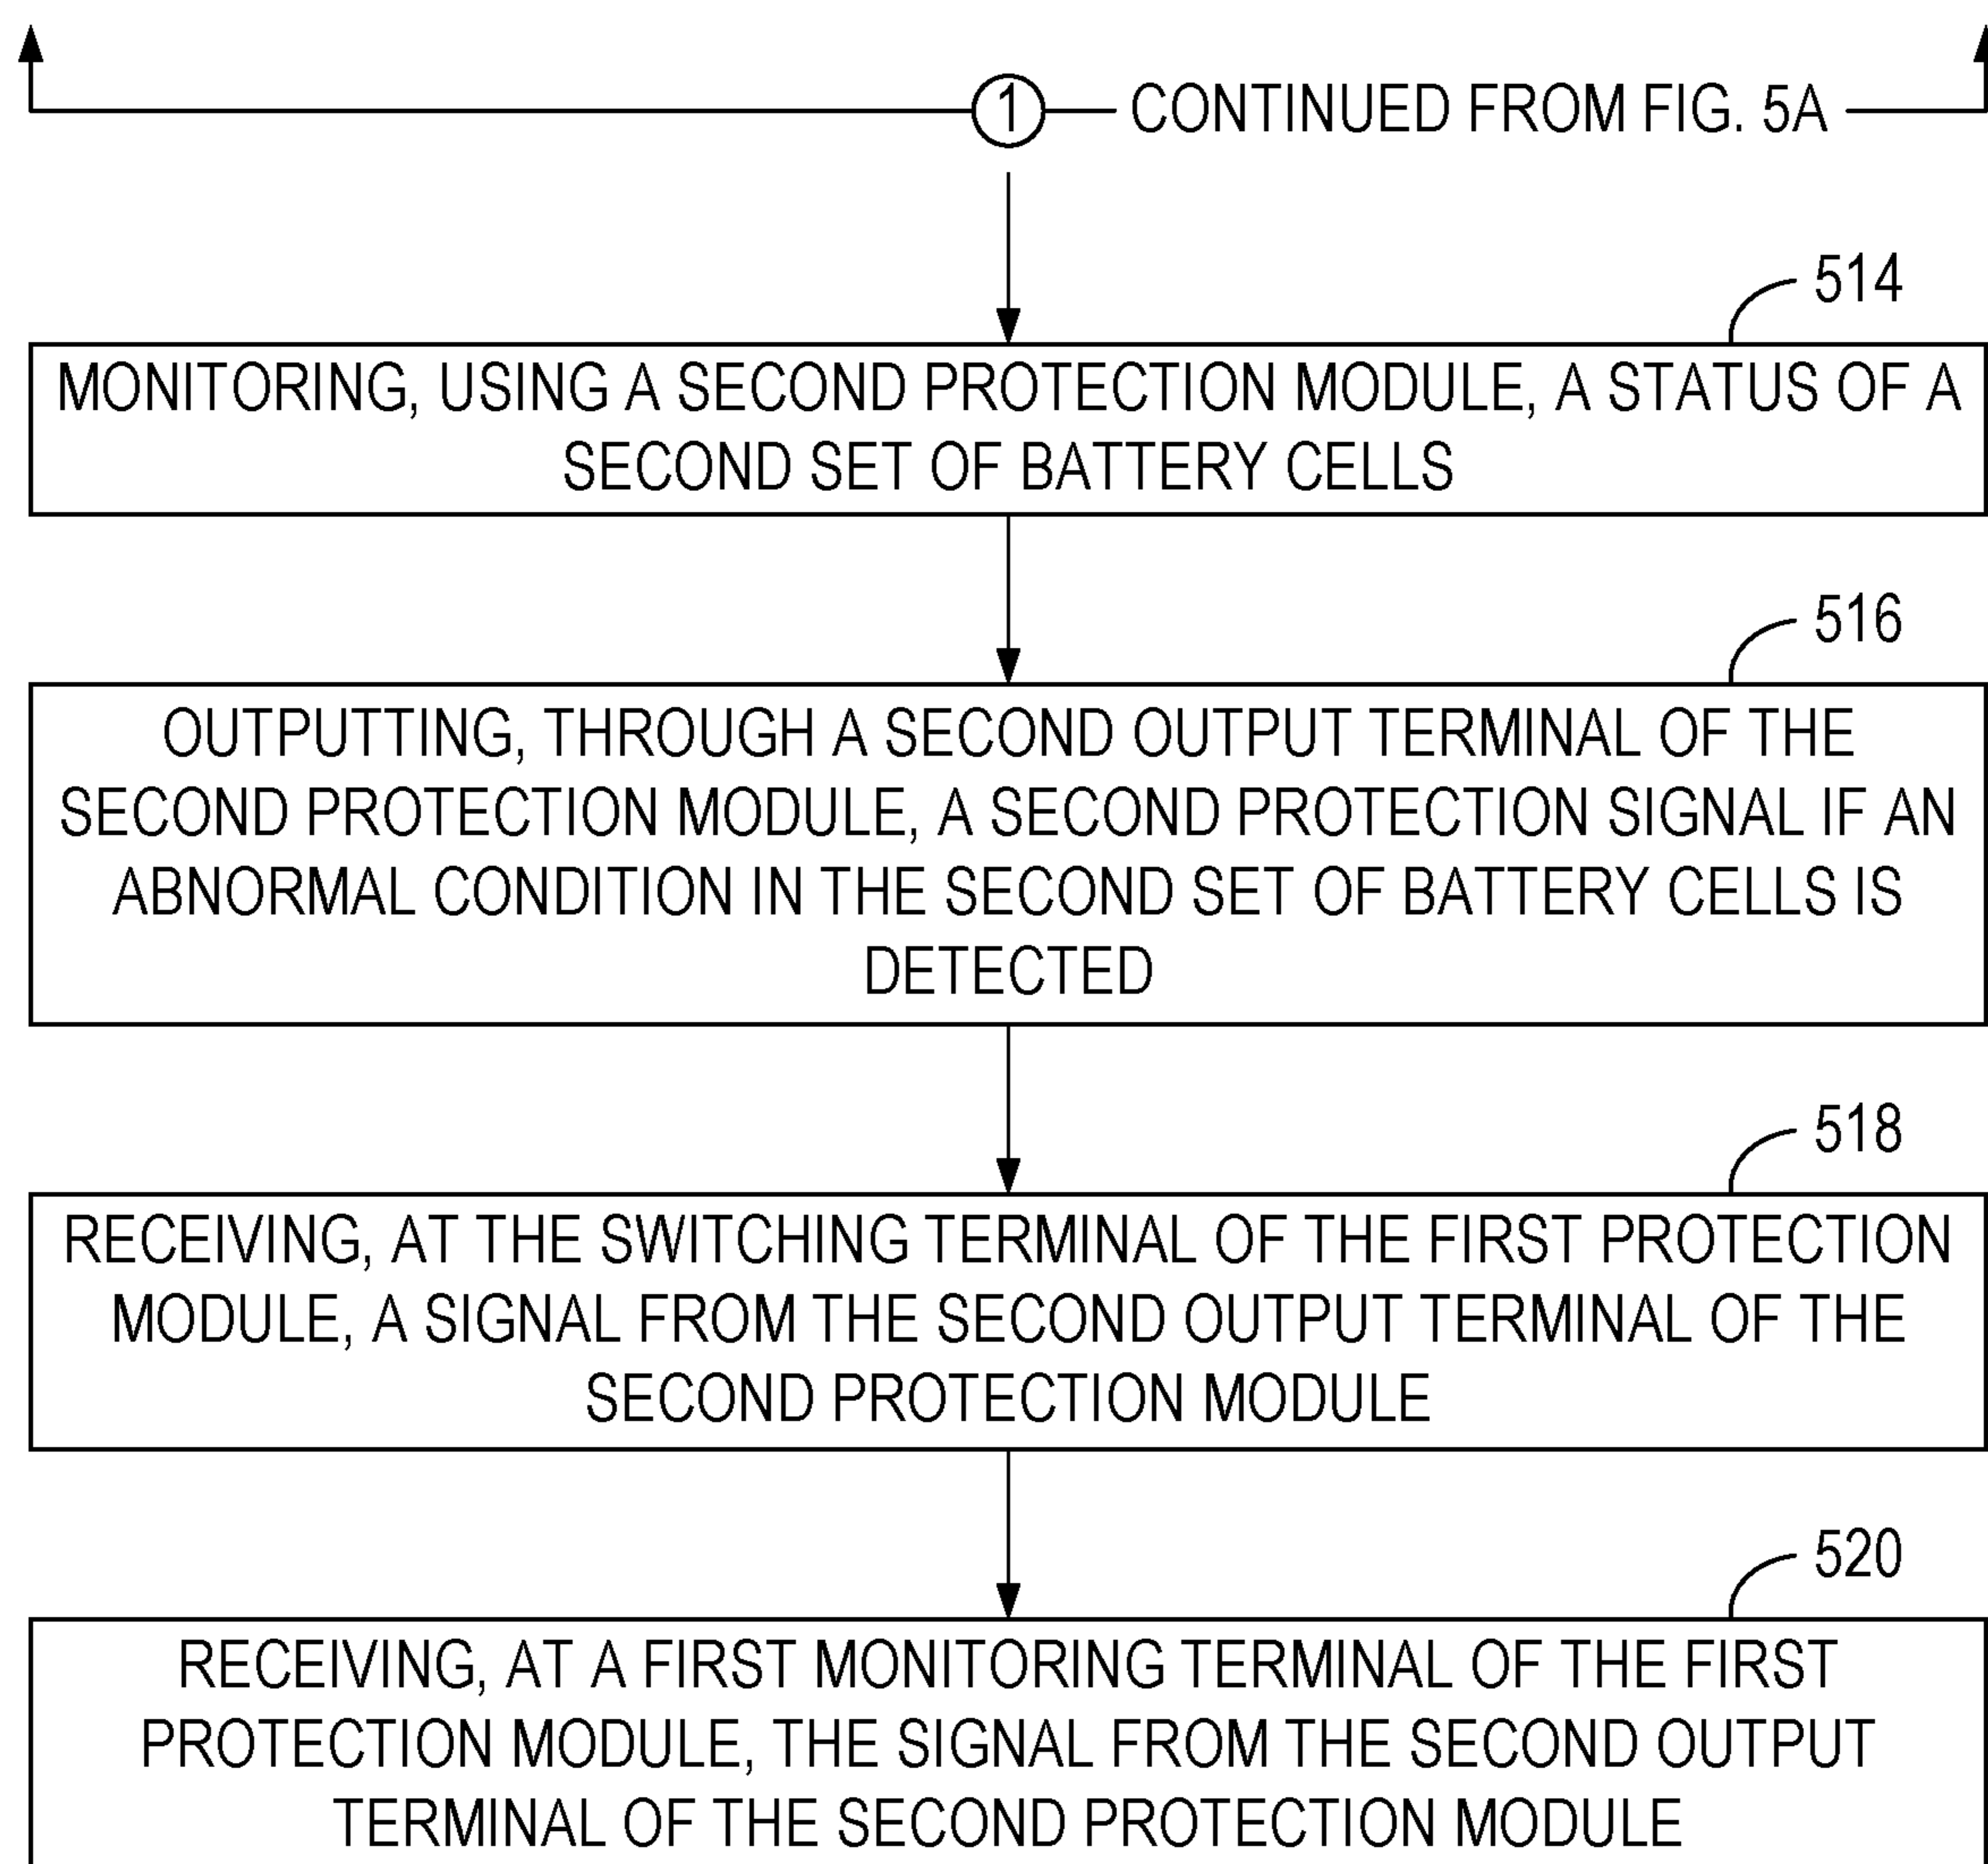 1 CONTINUED FROM FIG. 5A
514
MONITORING, USING A SECOND PROTECTION MODULE, A STATUS OF A
SECOND SET OF BATTERY CELLS
516
OUTPUTTING, THROUGH A SECOND OUTPUT TERMINAL OF THE
SECOND PROTECTION MODULE, A SECOND PROTECTION SIGNAL IF AN
ABNORMAL CONDITION IN THE SECOND SET OF BATTERY CELLS IS
DETECTED
518
RECEIVING, AT THE SWITCHING TERMINAL OF THE FIRST PROTECTION
MODULE, A SIGNAL FROM THE SECOND OUTPUT TERMINAL OF THE
SECOND PROTECTION MODULE
520
RECEIVING, AT A FIRST MONITORING TERMINAL OF THE FIRST
PROTECTION MODULE, THE SIGNAL FROM THE SECOND OUTPUT
TERMINAL OF THE SECOND PROTECTION MODULE